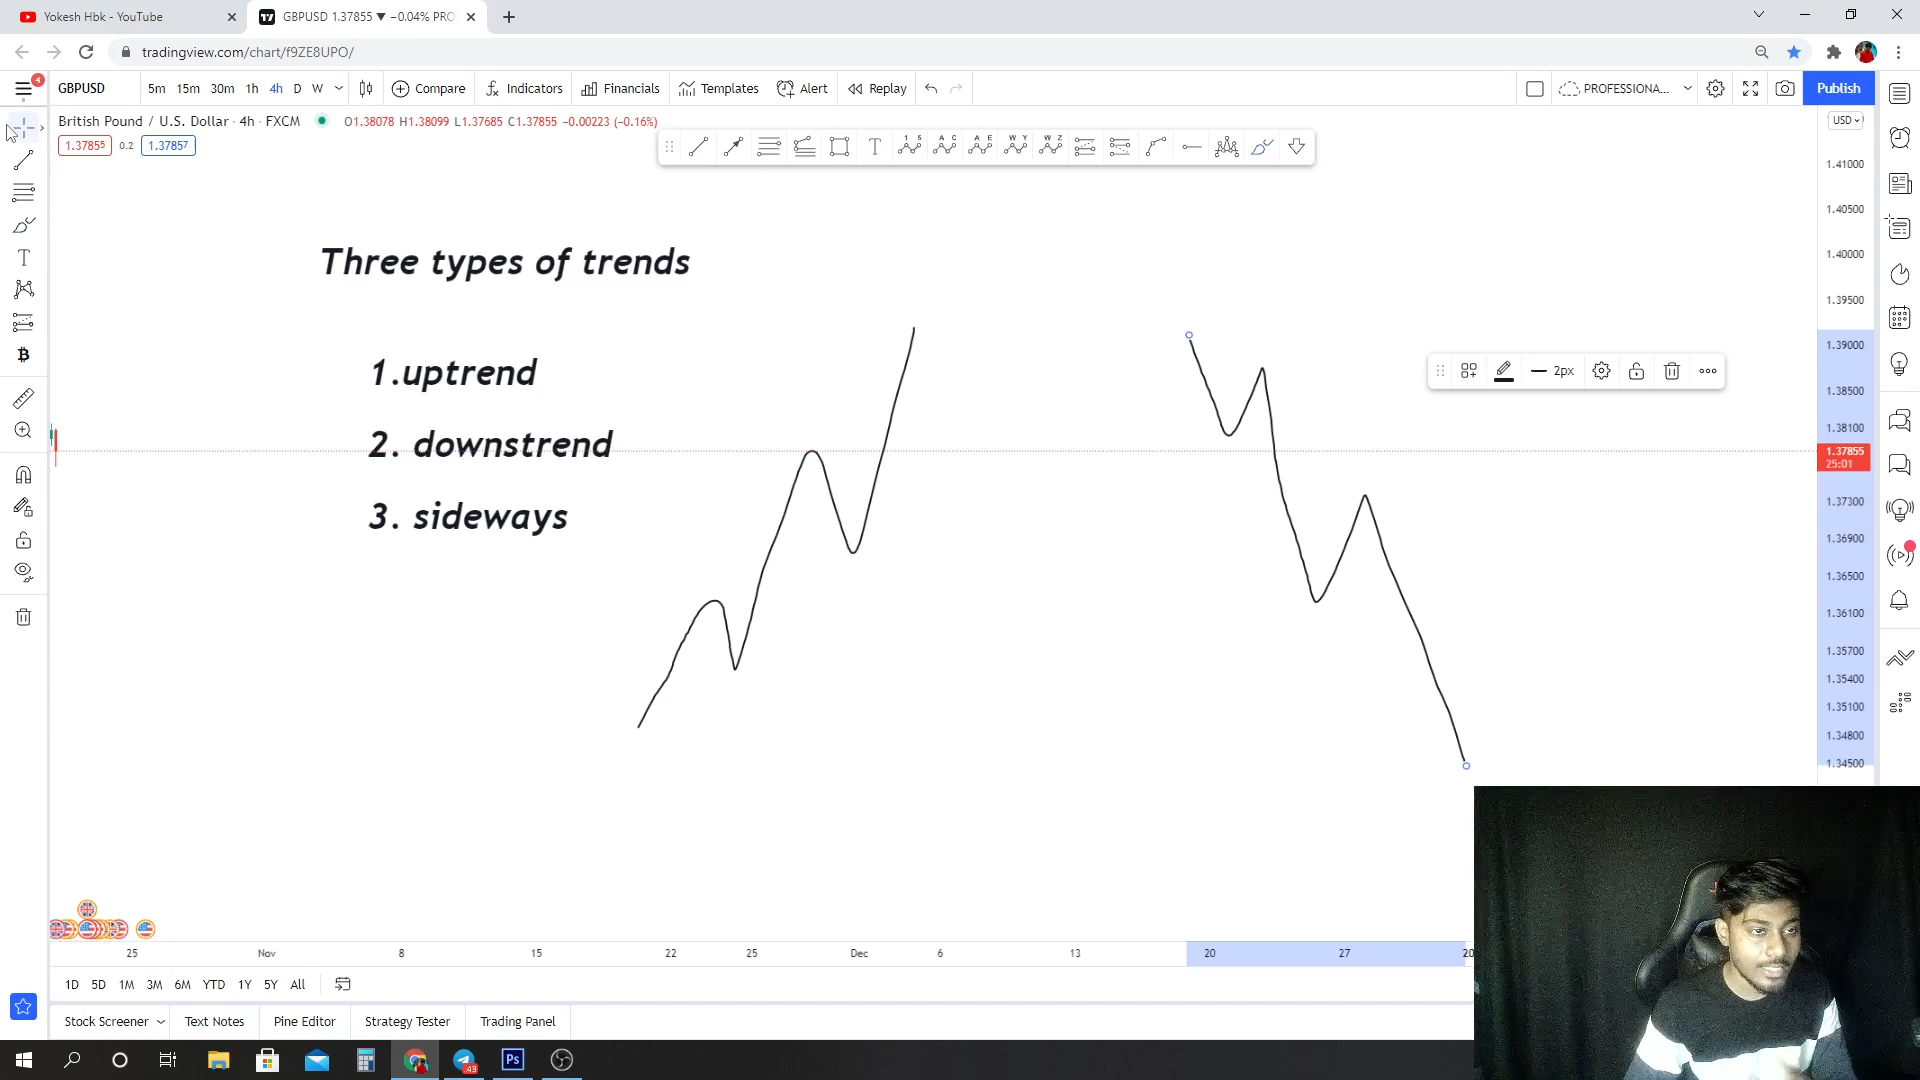 Yokesh Hbk - YouTube
GBPUSD 1.37855 ▼ −0.04% PRO
tradingview.com/chart/f9ZE8UPO/
4
GBPUSD 5m 15m 30m 1h 4h D W Compare Indicators Financials Templates Alert Replay PROFESSIONA... Publish
British Pound / U.S. Dollar · 4h · FXCM O1.38078 H1.38099 L1.37685 C1.37855 −0.00223 (−0.16%)
USD
1.37855 0.2 1.37857
1.41000
1.40500
Three types of trends
1.40000
1.39500
1.39000
1.uptrend
2px
1.38500
1.38100
2. downstrend
1.37855
25:01
1.37300
3. sideways
1.36900
1.36500
1.36100
1.35700
1.35400
1.35100
1.34800
1.34500
25 Nov 8 15 22 25 Dec 6 13 20 27 20
1D 5D 1M 3M 6M YTD 1Y 5Y All
Stock Screener Text Notes Pine Editor Strategy Tester Trading Panel
Ps
43